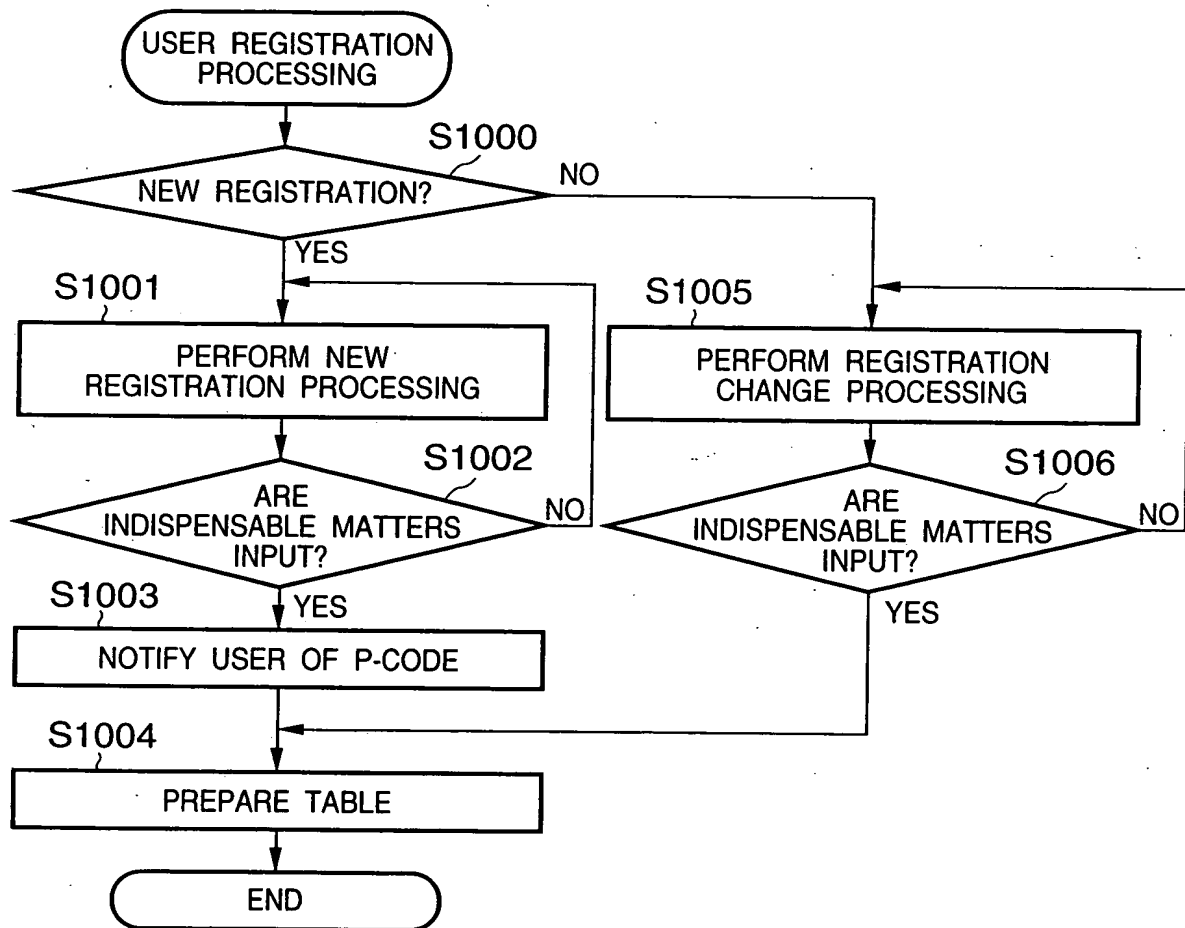 USER REGISTRATION
PROCESSING
S1000
NEW REGISTRATION?
NO
YES
S1001
PERFORM NEW
REGISTRATION PROCESSING
S1002
ARE
INDISPENSABLE MATTERS
INPUT?
NO
YES
S1003
NOTIFY USER OF P-CODE
S1004
PREPARE TABLE
END
S1005
PERFORM REGISTRATION
CHANGE PROCESSING
S1006
ARE
INDISPENSABLE MATTERS
INPUT?
NO
YES